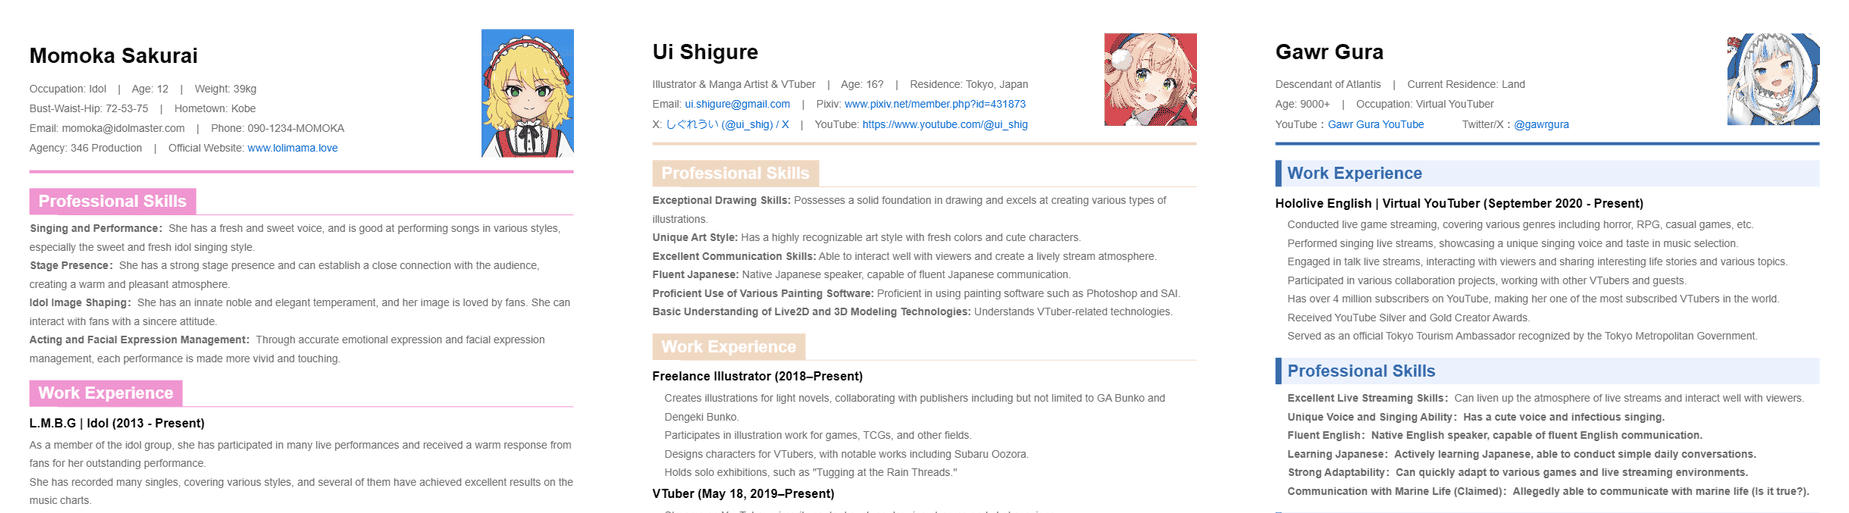 Momoka Sakurai
Occupation: Idol | Age: 12 | Weight: 39kg
Bust-Waist-Hip: 72-53-75 | Hometown: Kobe
Email: momoka@idolmaster.com | Phone: 090-1234-MOMOKA
Agency: 346 Production | Official Website: www.lolimama.love
Professional Skills
Singing and Performance： She has a fresh and sweet voice, and is good at performing songs in various styles,
especially the sweet and fresh idol singing style.
Stage Presence： She has a strong stage presence and can establish a close connection with the audience,
creating a warm and pleasant atmosphere.
Idol Image Shaping： She has an innate noble and elegant temperament, and her image is loved by fans. She can
interact with fans with a sincere attitude.
Acting and Facial Expression Management： Through accurate emotional expression and facial expression
management, each performance is made more vivid and touching.
Work Experience
L.M.B.G | Idol (2013 - Present)
As a member of the idol group, she has participated in many live performances and received a warm response from
fans for her outstanding performance.
She has recorded many singles, covering various styles, and several of them have achieved excellent results on the
music charts.
Ui Shigure
Illustrator & Manga Artist & VTuber | Age: 16? | Residence: Tokyo, Japan
Email: ui.shigure@gmail.com | Pixiv: www.pixiv.net/member.php?id=431873
X: しぐれうい (@ui_shig) / X | YouTube: https://www.youtube.com/@ui_shig
Professional Skills
Exceptional Drawing Skills: Possesses a solid foundation in drawing and excels at creating various types of
illustrations.
Unique Art Style: Has a highly recognizable art style with fresh colors and cute characters.
Excellent Communication Skills: Able to interact well with viewers and create a lively stream atmosphere.
Fluent Japanese: Native Japanese speaker, capable of fluent Japanese communication.
Proficient Use of Various Painting Software: Proficient in using painting software such as Photoshop and SAI.
Basic Understanding of Live2D and 3D Modeling Technologies: Understands VTuber-related technologies.
Work Experience
Freelance Illustrator (2018–Present)
Creates illustrations for light novels, collaborating with publishers including but not limited to GA Bunko and
Dengeki Bunko.
Participates in illustration work for games, TCGs, and other fields.
Designs characters for VTubers, with notable works including Subaru Oozora.
Holds solo exhibitions, such as "Tugging at the Rain Threads."
VTuber (May 18, 2019–Present)
Gawr Gura
Descendant of Atlantis | Current Residence: Land
Age: 9000+ | Occupation: Virtual YouTuber
YouTube：Gawr Gura YouTube Twitter/X：@gawrgura
Work Experience
Hololive English | Virtual YouTuber (September 2020 - Present)
Conducted live game streaming, covering various genres including horror, RPG, casual games, etc.
Performed singing live streams, showcasing a unique singing voice and taste in music selection.
Engaged in talk live streams, interacting with viewers and sharing interesting life stories and various topics.
Participated in various collaboration projects, working with other VTubers and guests.
Has over 4 million subscribers on YouTube, making her one of the most subscribed VTubers in the world.
Received YouTube Silver and Gold Creator Awards.
Served as an official Tokyo Tourism Ambassador recognized by the Tokyo Metropolitan Government.
Professional Skills
Excellent Live Streaming Skills： Can liven up the atmosphere of live streams and interact well with viewers.
Unique Voice and Singing Ability： Has a cute voice and infectious singing.
Fluent English： Native English speaker, capable of fluent English communication.
Learning Japanese： Actively learning Japanese, able to conduct simple daily conversations.
Strong Adaptability： Can quickly adapt to various games and live streaming environments.
Communication with Marine Life (Claimed)： Allegedly able to communicate with marine life (Is it true?).